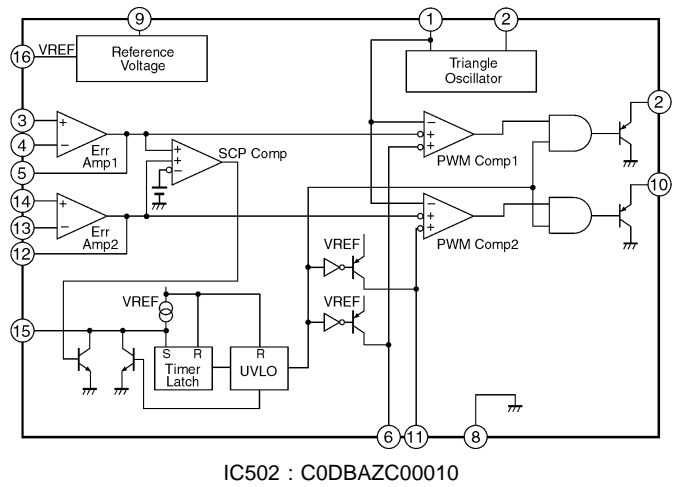 9
1
2
16
VREF
Reference
Voltage
Triangle
Oscillator
3
+
4
−
5
Err
Amp1
+
+
−
SCP Comp
−
+
+
PWM Comp1
2
14
+
13
−
12
Err
Amp2
−
+
+
PWM Comp2
10
VREF
VREF
VREF
15
S R
Timer
Latch
R
UVLO
6
11
8
IC502 : C0DBAZC00010